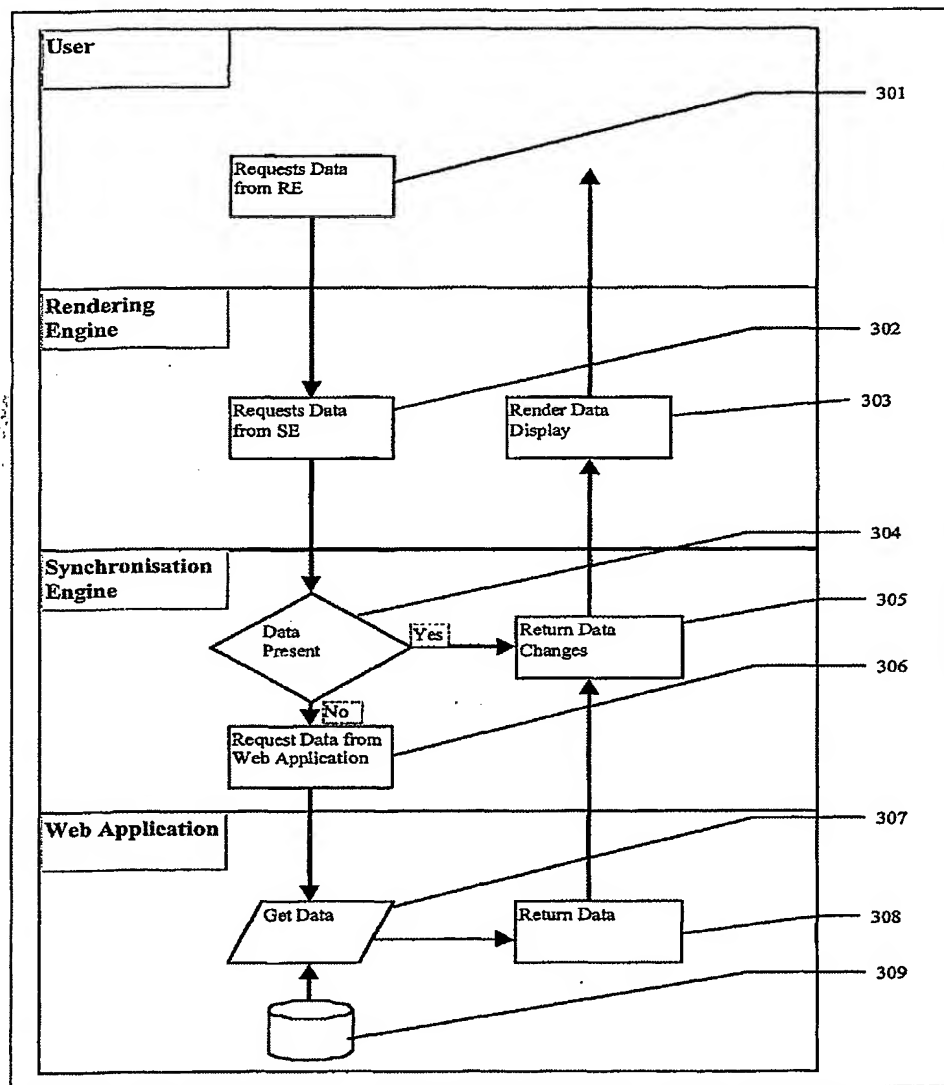 User
301
Requests Data
from RE
Rendering
Engine
302
Requests Data
from SE
Render Data
Display
303
304
Synchronisation
Engine
Data
Present
Yes
Return Data
Changes
305
306
No
Request Data from
Web Application
Web Application
307
Get Data
Return Data
308
309